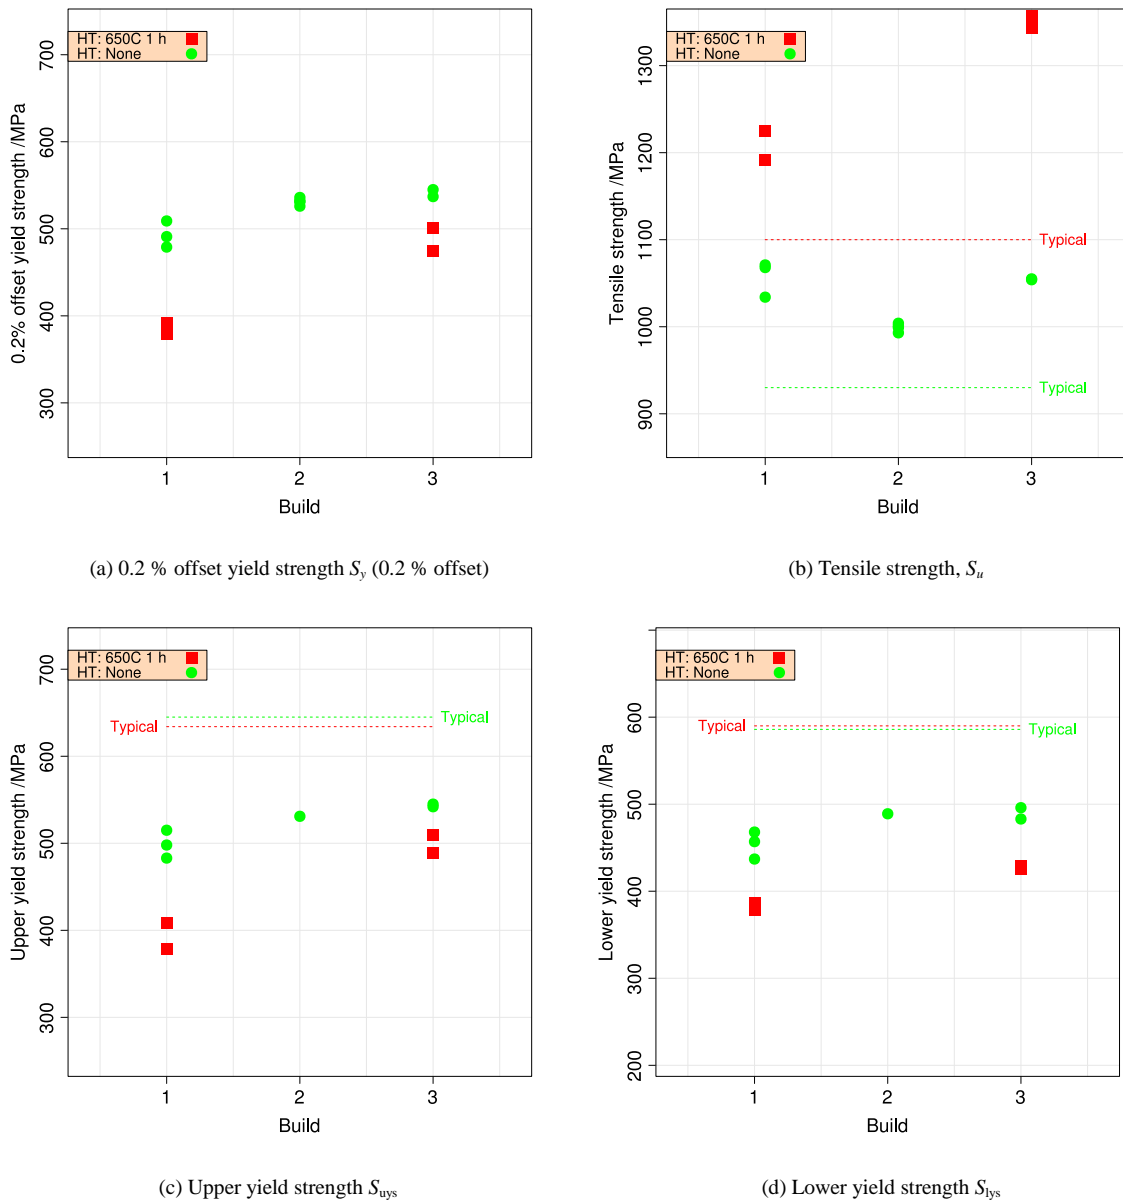 HT: 650C 1 h
HT: None
700
600
500
400
300
0.2% offset yield strength /MPa
1
2
3
Build
(a) 0.2 % offset yield strength Sy (0.2 % offset)
HT: 650C 1 h
HT: None
1300
1200
1100
1000
900
Tensile strength /MPa
Typical
Typical
1
2
3
Build
(b) Tensile strength, Su
HT: 650C 1 h
HT: None
700
600
500
400
300
Upper yield strength /MPa
Typical
Typical
1
2
3
Build
(c) Upper yield strength Suys
HT: 650C 1 h
HT: None
600
500
400
300
200
Lower yield strength /MPa
Typical
Typical
1
2
3
Build
(d) Lower yield strength Slys